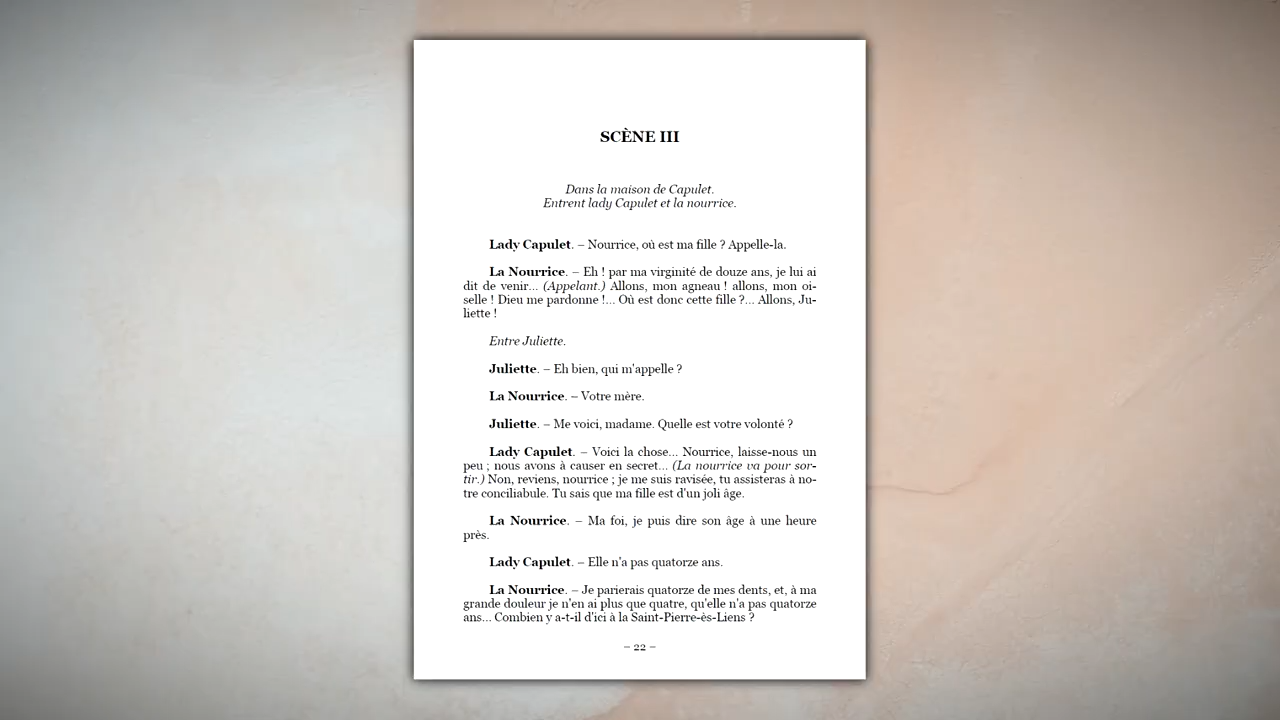 SCÈNE III
Dans la maison de Capulet.
Entrent lady Capulet et la nourrice.
Lady Capulet. – Nourrice, où est ma fille ? Appelle-la.
La Nourrice. – Eh ! par ma virginité de douze ans, je lui ai
dit de venir... (Appelant.) Allons, mon agneau ! allons, mon oi-
selle ! Dieu me pardonne !... Où est donc cette fille ?... Allons, Ju-
liette !
Entre Juliette.
Juliette. – Eh bien, qui m'appelle ?
La Nourrice. – Votre mère.
Juliette. – Me voici, madame. Quelle est votre volonté ?
Lady Capulet. – Voici la chose... Nourrice, laisse-nous un
peu ; nous avons à causer en secret... (La nourrice va pour sor-
tir.) Non, reviens, nourrice ; je me suis ravisée, tu assisteras à no-
tre conciliabule. Tu sais que ma fille est d'un joli âge.
La Nourrice. – Ma foi, je puis dire son âge à une heure
près.
Lady Capulet. – Elle n'a pas quatorze ans.
La Nourrice. – Je parierais quatorze de mes dents, et, à ma
grande douleur je n'en ai plus que quatre, qu'elle n'a pas quatorze
ans... Combien y a-t-il d'ici à la Saint-Pierre-ès-Liens ?
– 22 –